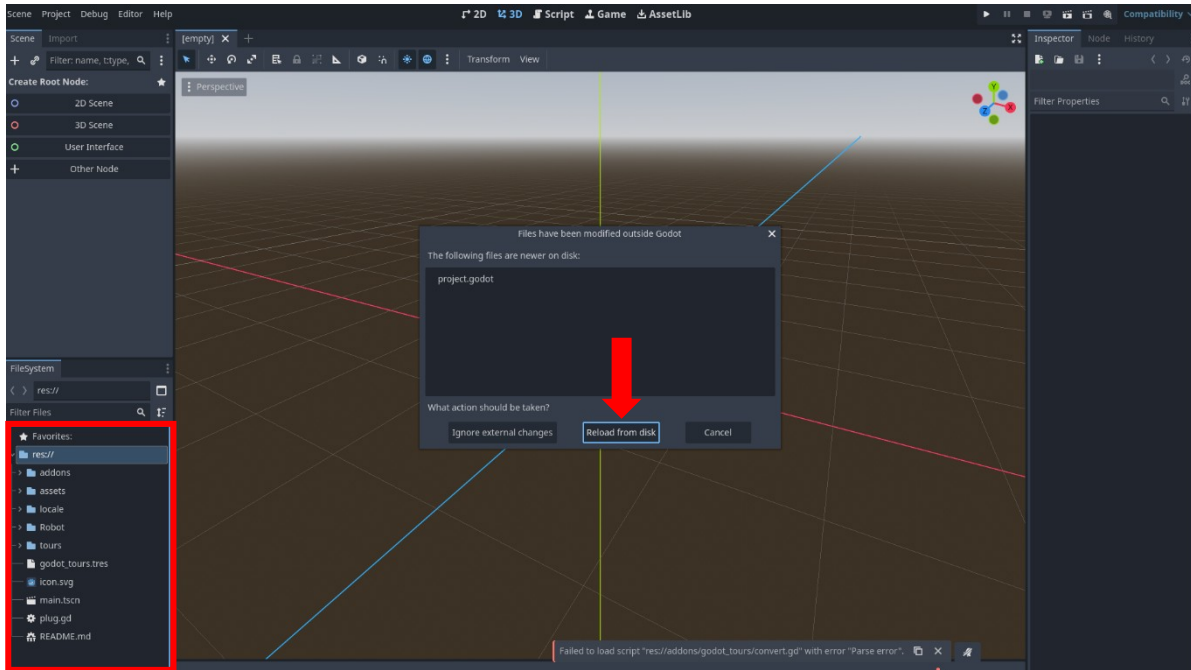 Scene Project Debug Editor Help
2D 3D Script Game AssetLib
Compatibility
Scene Import
[empty]
Inspector Node History
Filter: name, t:type,
Transform View
Create Root Node:
Perspective
2D Scene
3D Scene
User Interface
Other Node
Y
X
Z
DOC
Filter Properties
Files have been modified outside Godot
The following files are newer on disk:
project.godot
What action should be taken?
Ignore external changes Reload from disk Cancel
FileSystem
res://
Filter Files
Favorites:
res://
addons
assets
locale
Robot
tours
godot_tours.tres
icon.svg
main.tscn
plug.gd
README.md
Failed to load script "res://addons/godot_tours/convert.gd" with error "Parse error".